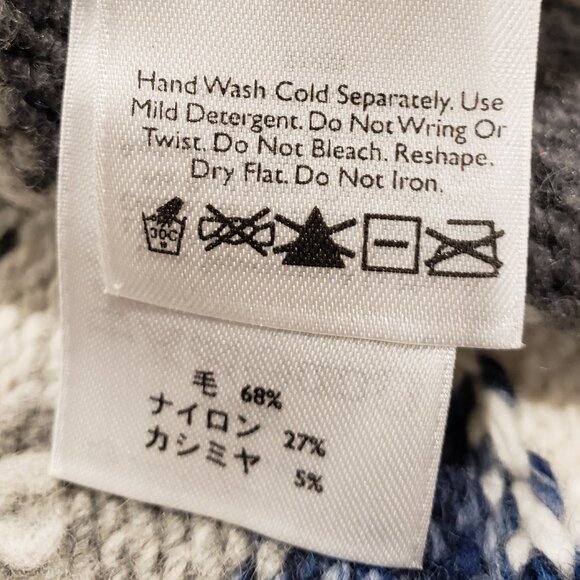 Hand Wash Cold Separately. Use
Mild Detergent. Do Not Wring Or
Twist. Do Not Bleach. Reshape.
Dry Flat. Do Not Iron.
30C
毛 68%
ナイロン 27%
カシミヤ 5%